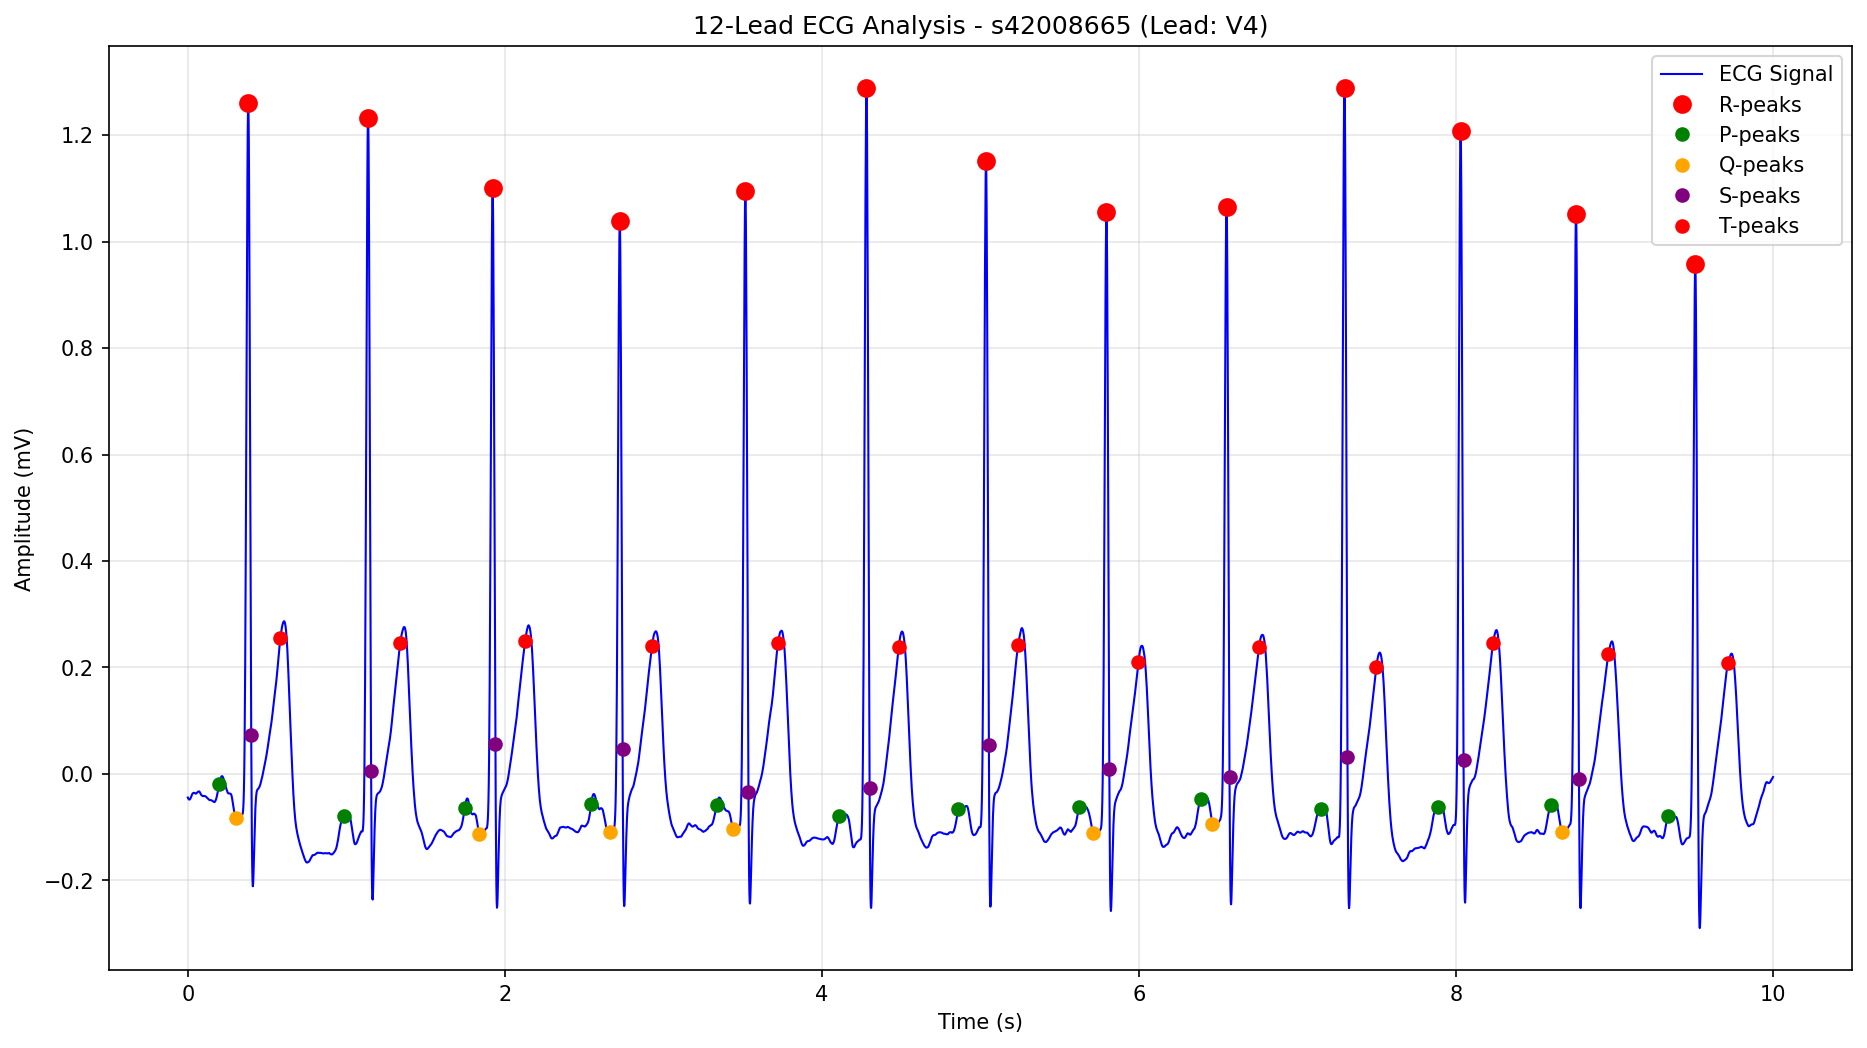 12-Lead ECG Analysis - s42008665 (Lead: V4)
ECG Signal
R-peaks
P-peaks
Q-peaks
S-peaks
T-peaks
Amplitude (mV)
1.2
1.0
0.8
0.6
0.4
0.2
0.0
−0.2
0 2 4 6 8 10
Time (s)